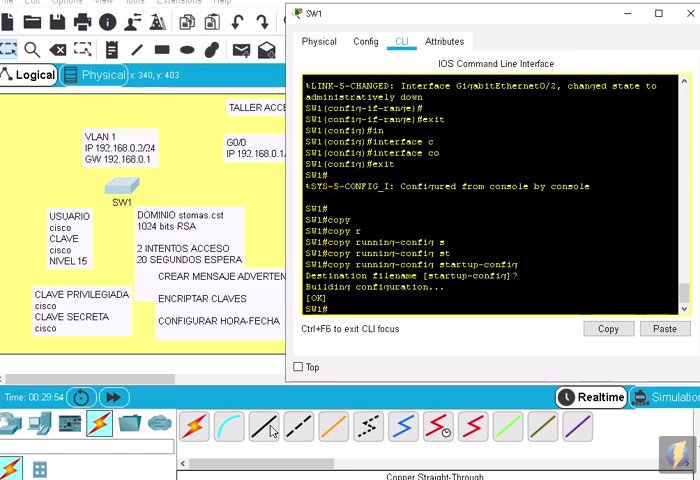 SW1
Edit
Options
View
Tools
Physical
Config
CLI
Attributes
IOS Command Line Interface
Logical
Physical
x: 340, y: 403
%LINK-5-CHANGED: Interface GigabitEthernet0/2, changed state to
administratively down
SW1(config-if-range)#
SW1(config-if-range)#exit
SW1(config)#in
SW1(config)#interface c
SW1(config)#interface co
SW1(config)#exit
SW1#
%SYS-5-CONFIG_I: Configured from console by console
SW1#
SW1#copy
SW1#copy r
SW1#copy running-config s
SW1#copy running-config st
SW1#copy running-config startup-config
Destination filename [startup-config]?
Building configuration...
[OK]
SW1#
Ctrl+F6 to exit CLI focus
Copy
Paste
Top
TALLER ACCE
VLAN 1
IP 192.168.0.2/24
GW 192.168.0.1
G0/0
IP 192.168.0.1/
SW1
USUARIO
cisco
CLAVE
cisco
NIVEL 15
DOMINIO stomas.cst
1024 bits RSA
2 INTENTOS ACCESO
20 SEGUNDOS ESPERA
CREAR MENSAJE ADVERTEN
ENCRIPTAR CLAVES
CONFIGURAR HORA-FECHA
CLAVE PRIVILEGIADA
cisco
CLAVE SECRETA
cisco
Time: 00:29:54
Realtime
Simulation
Copper Straight-Through